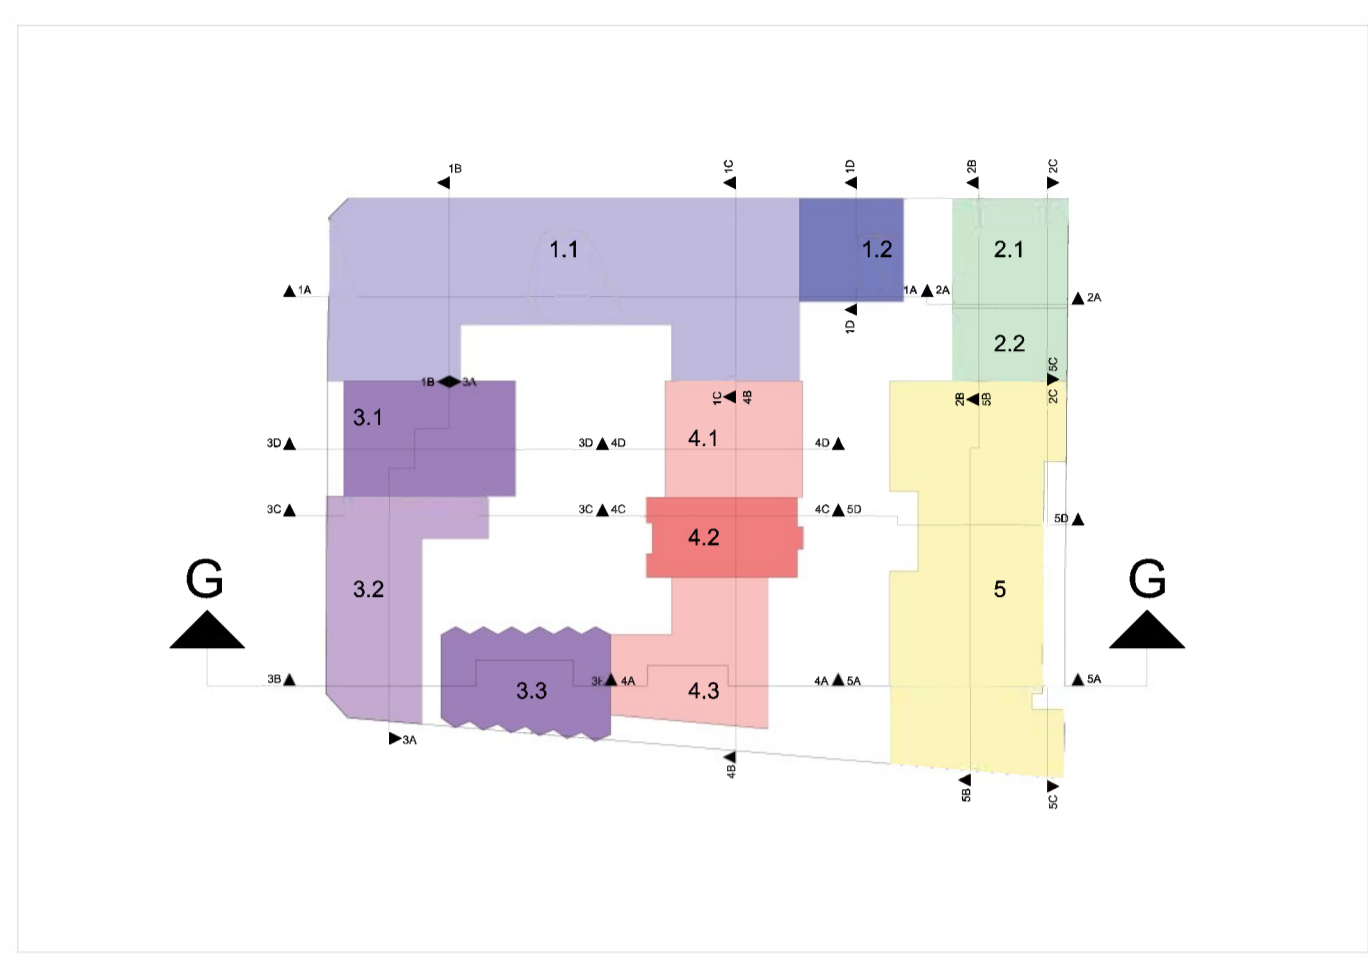 1B 1C 1D 2B 2C
1.1 1.2 2.1
1A 1A 2A 2A
1D
2.2
1B 3A 5C
1C 4B 2B 5B 2C
3.1
3D 3D 4D 4.1 4D
3C 3C 4C 4C 5D 5D
4.2
G G
3.2 5
3B 4A 4A 5A 5A
3.3 4.3
3A
4B
5B 5C